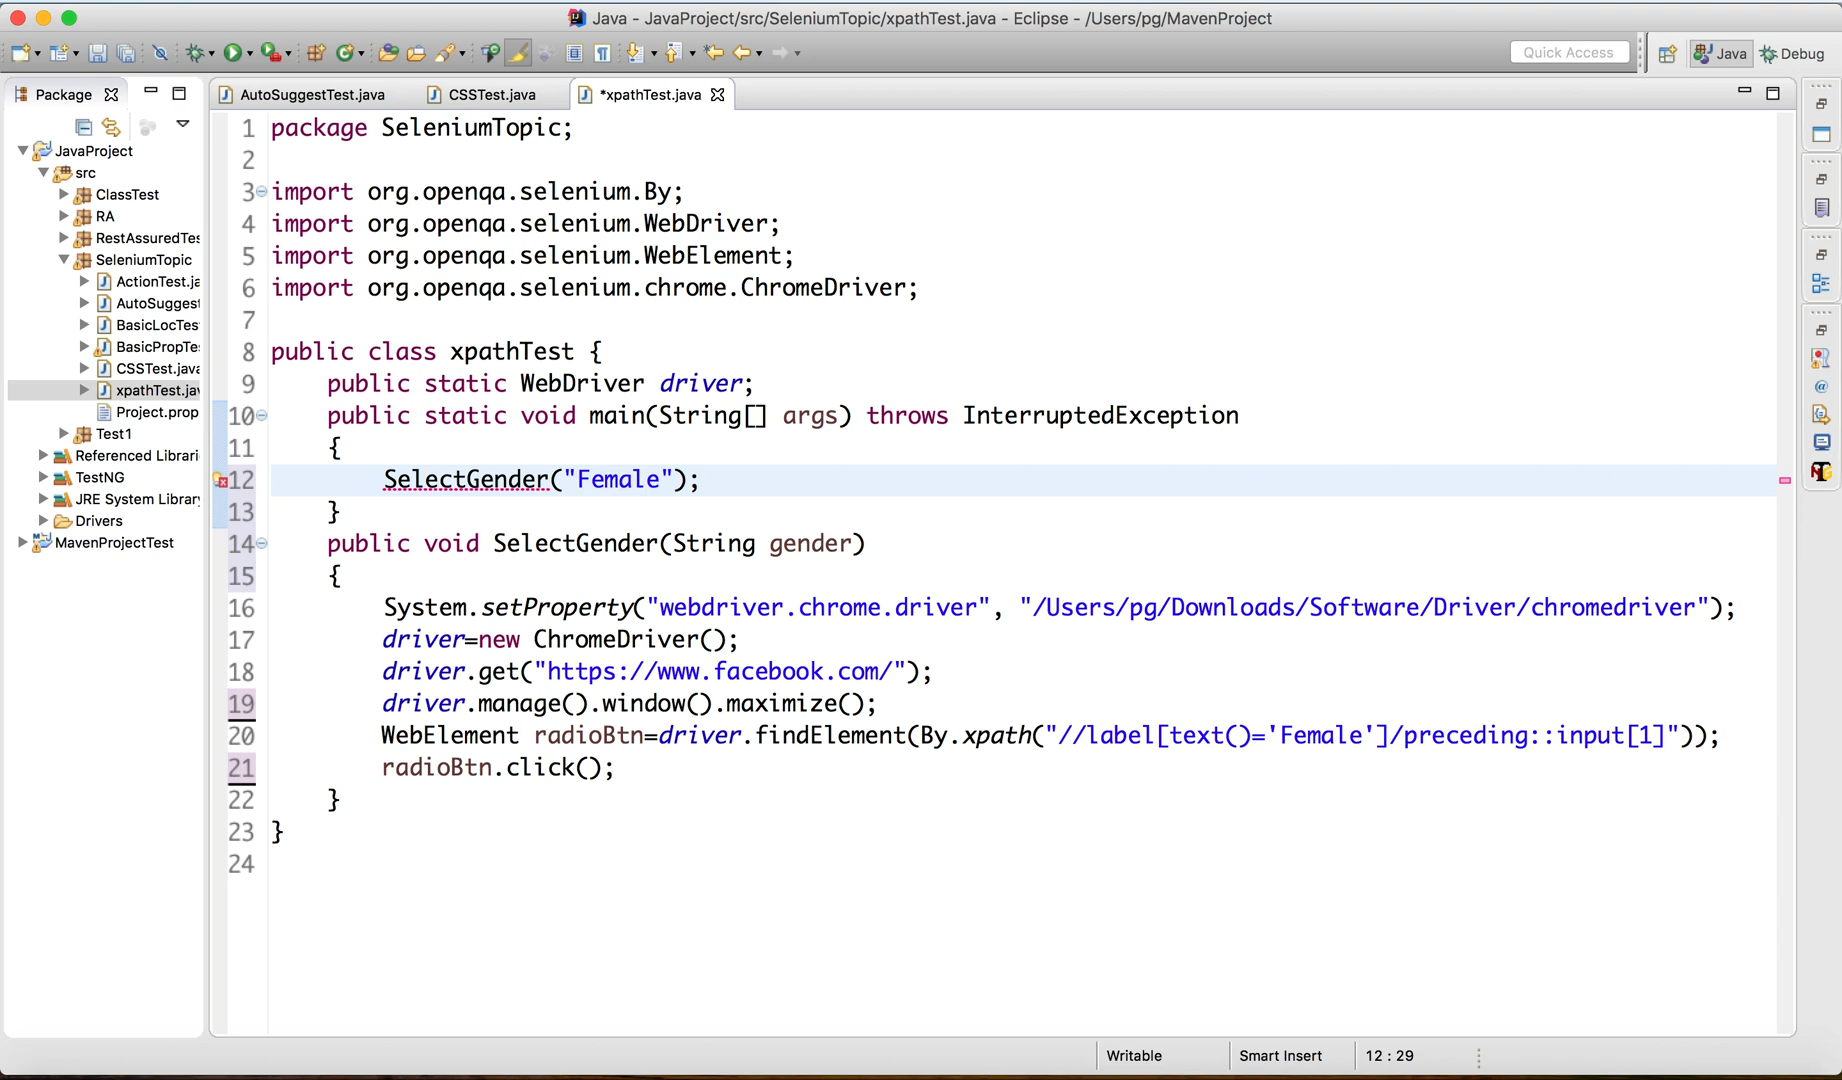 Java - JavaProject/src/SeleniumTopic/xpathTest.java - Eclipse - /Users/pg/MavenProject
Quick Access
Java
Debug
Package
AutoSuggestTest.java
CSSTest.java
*xpathTest.java
JavaProject
src
ClassTest
RA
RestAssuredTes
SeleniumTopic
ActionTest.ja
AutoSuggest
BasicLocTes
BasicPropTe
CSSTest.java
xpathTest.jav
Project.prop
Test1
Referenced Librari
TestNG
JRE System Library
Drivers
MavenProjectTest
1 package SeleniumTopic;
2
3 import org.openqa.selenium.By;
4 import org.openqa.selenium.WebDriver;
5 import org.openqa.selenium.WebElement;
6 import org.openqa.selenium.chrome.ChromeDriver;
7
8 public class xpathTest {
9 public static WebDriver driver;
10 public static void main(String[] args) throws InterruptedException
11 {
12 SelectGender("Female");
13 }
14 public void SelectGender(String gender)
15 {
16 System.setProperty("webdriver.chrome.driver", "/Users/pg/Downloads/Software/Driver/chromedriver");
17 driver=new ChromeDriver();
18 driver.get("https://www.facebook.com/");
19 driver.manage().window().maximize();
20 WebElement radioBtn=driver.findElement(By.xpath("//label[text()='Female']/preceding::input[1]"));
21 radioBtn.click();
22 }
23 }
24
Writable
Smart Insert
12 : 29